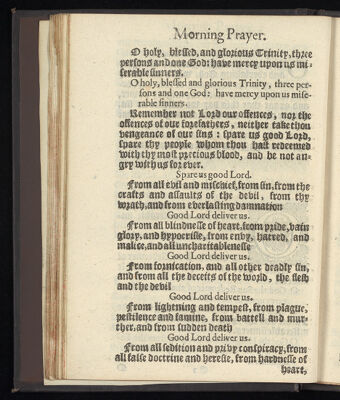 Morning Prayer.
O holy, blessed, and glorious Trinity, three
persons and one God: have mercy upon us mi-
serable sinners.
O holy, blessed and glorious Trinity, three per-
sons and one God: have mercy upon us mise-
rable sinners.
Remember not Lord our offences, nor the
offences of our forefathers, neither take thou
vengeance of our sins: spare us good Lord,
spare thy people whom thou hast redeemed
with thy most precious blood, and be not an-
gry with us for ever.
Spare us good Lord.
From all evil and mischief, from sin, from the
crafts and assaults of the devil, from thy
wrath, and from everlasting damnation
Good Lord deliver us.
From all blindnesse of heart, from pride, vain
glory, and hypocrisie, from envy, hatred, and
malice, and all uncharitablenesse
Good Lord deliver us.
From fornication, and all other deadly sin,
and from all the deceits of the world, the flesh
and the devil
Good Lord deliver us.
From lightning and tempest, from plague,
pestilence and famine, from battell and mur-
ther, and from sudden death
Good Lord deliver us.
From all sedition and privy conspiracy, from
all false doctrine and heresie, from hardnesse of
heart,